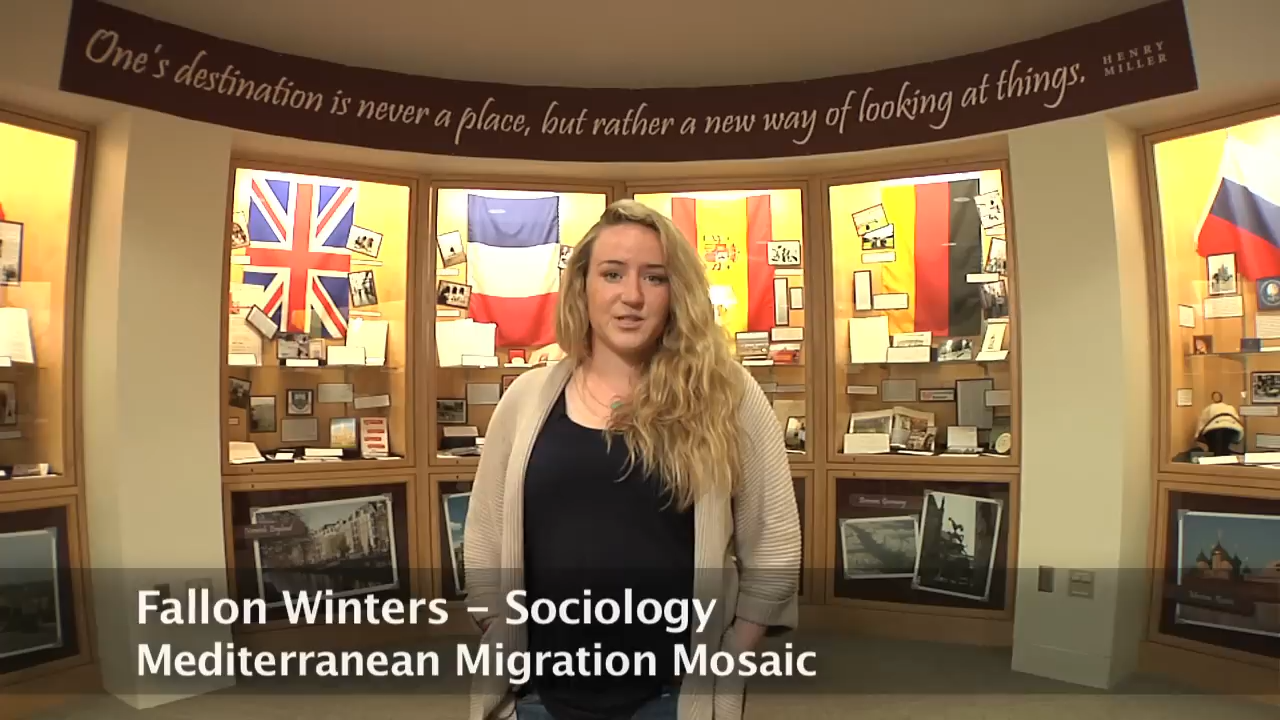 One's destination is never a place, but rather a new way of looking at things.
HENRY
MILLER
Fallon Winters – Sociology
Mediterranean Migration Mosaic